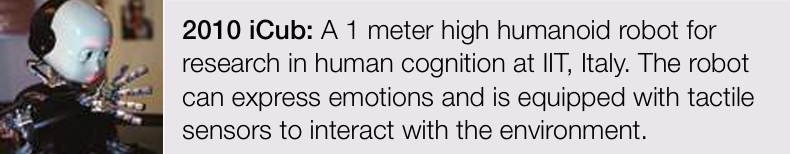 2010 iCub: A 1 meter high humanoid robot for
research in human cognition at IIT, Italy. The robot
can express emotions and is equipped with tactile
sensors to interact with the environment.